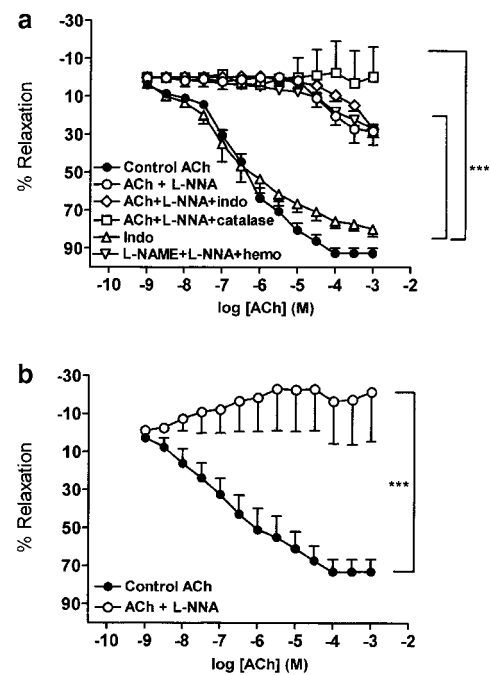 a
-30
-10
10
30
50
70
90
% Relaxation
Control ACh
ACh + L-NNA
ACh+L-NNA+indo
ACh+L-NNA+catalase
Indo
L-NAME+L-NNA+hemo
***
-10 -9 -8 -7 -6 -5 -4 -3 -2
log [ACh] (M)
b
-30
-10
10
30
50
70
90
% Relaxation
Control ACh
ACh + L-NNA
***
-10 -9 -8 -7 -6 -5 -4 -3 -2
log [ACh] (M)